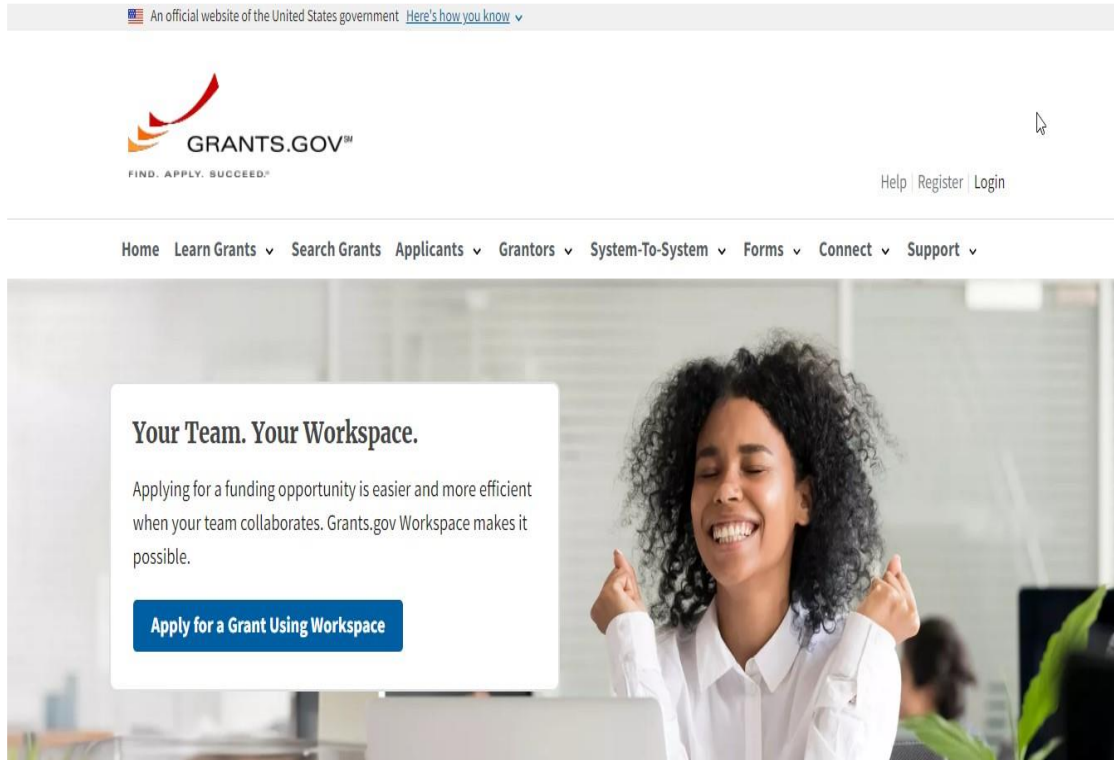 An official website of the United States government Here's how you know
GRANTS.GOV℠
FIND. APPLY. SUCCEED.®
Help | Register | Login
Home Learn Grants Search Grants Applicants Grantors System-To-System Forms Connect Support
Your Team. Your Workspace.
Applying for a funding opportunity is easier and more efficient
when your team collaborates. Grants.gov Workspace makes it
possible.
Apply for a Grant Using Workspace